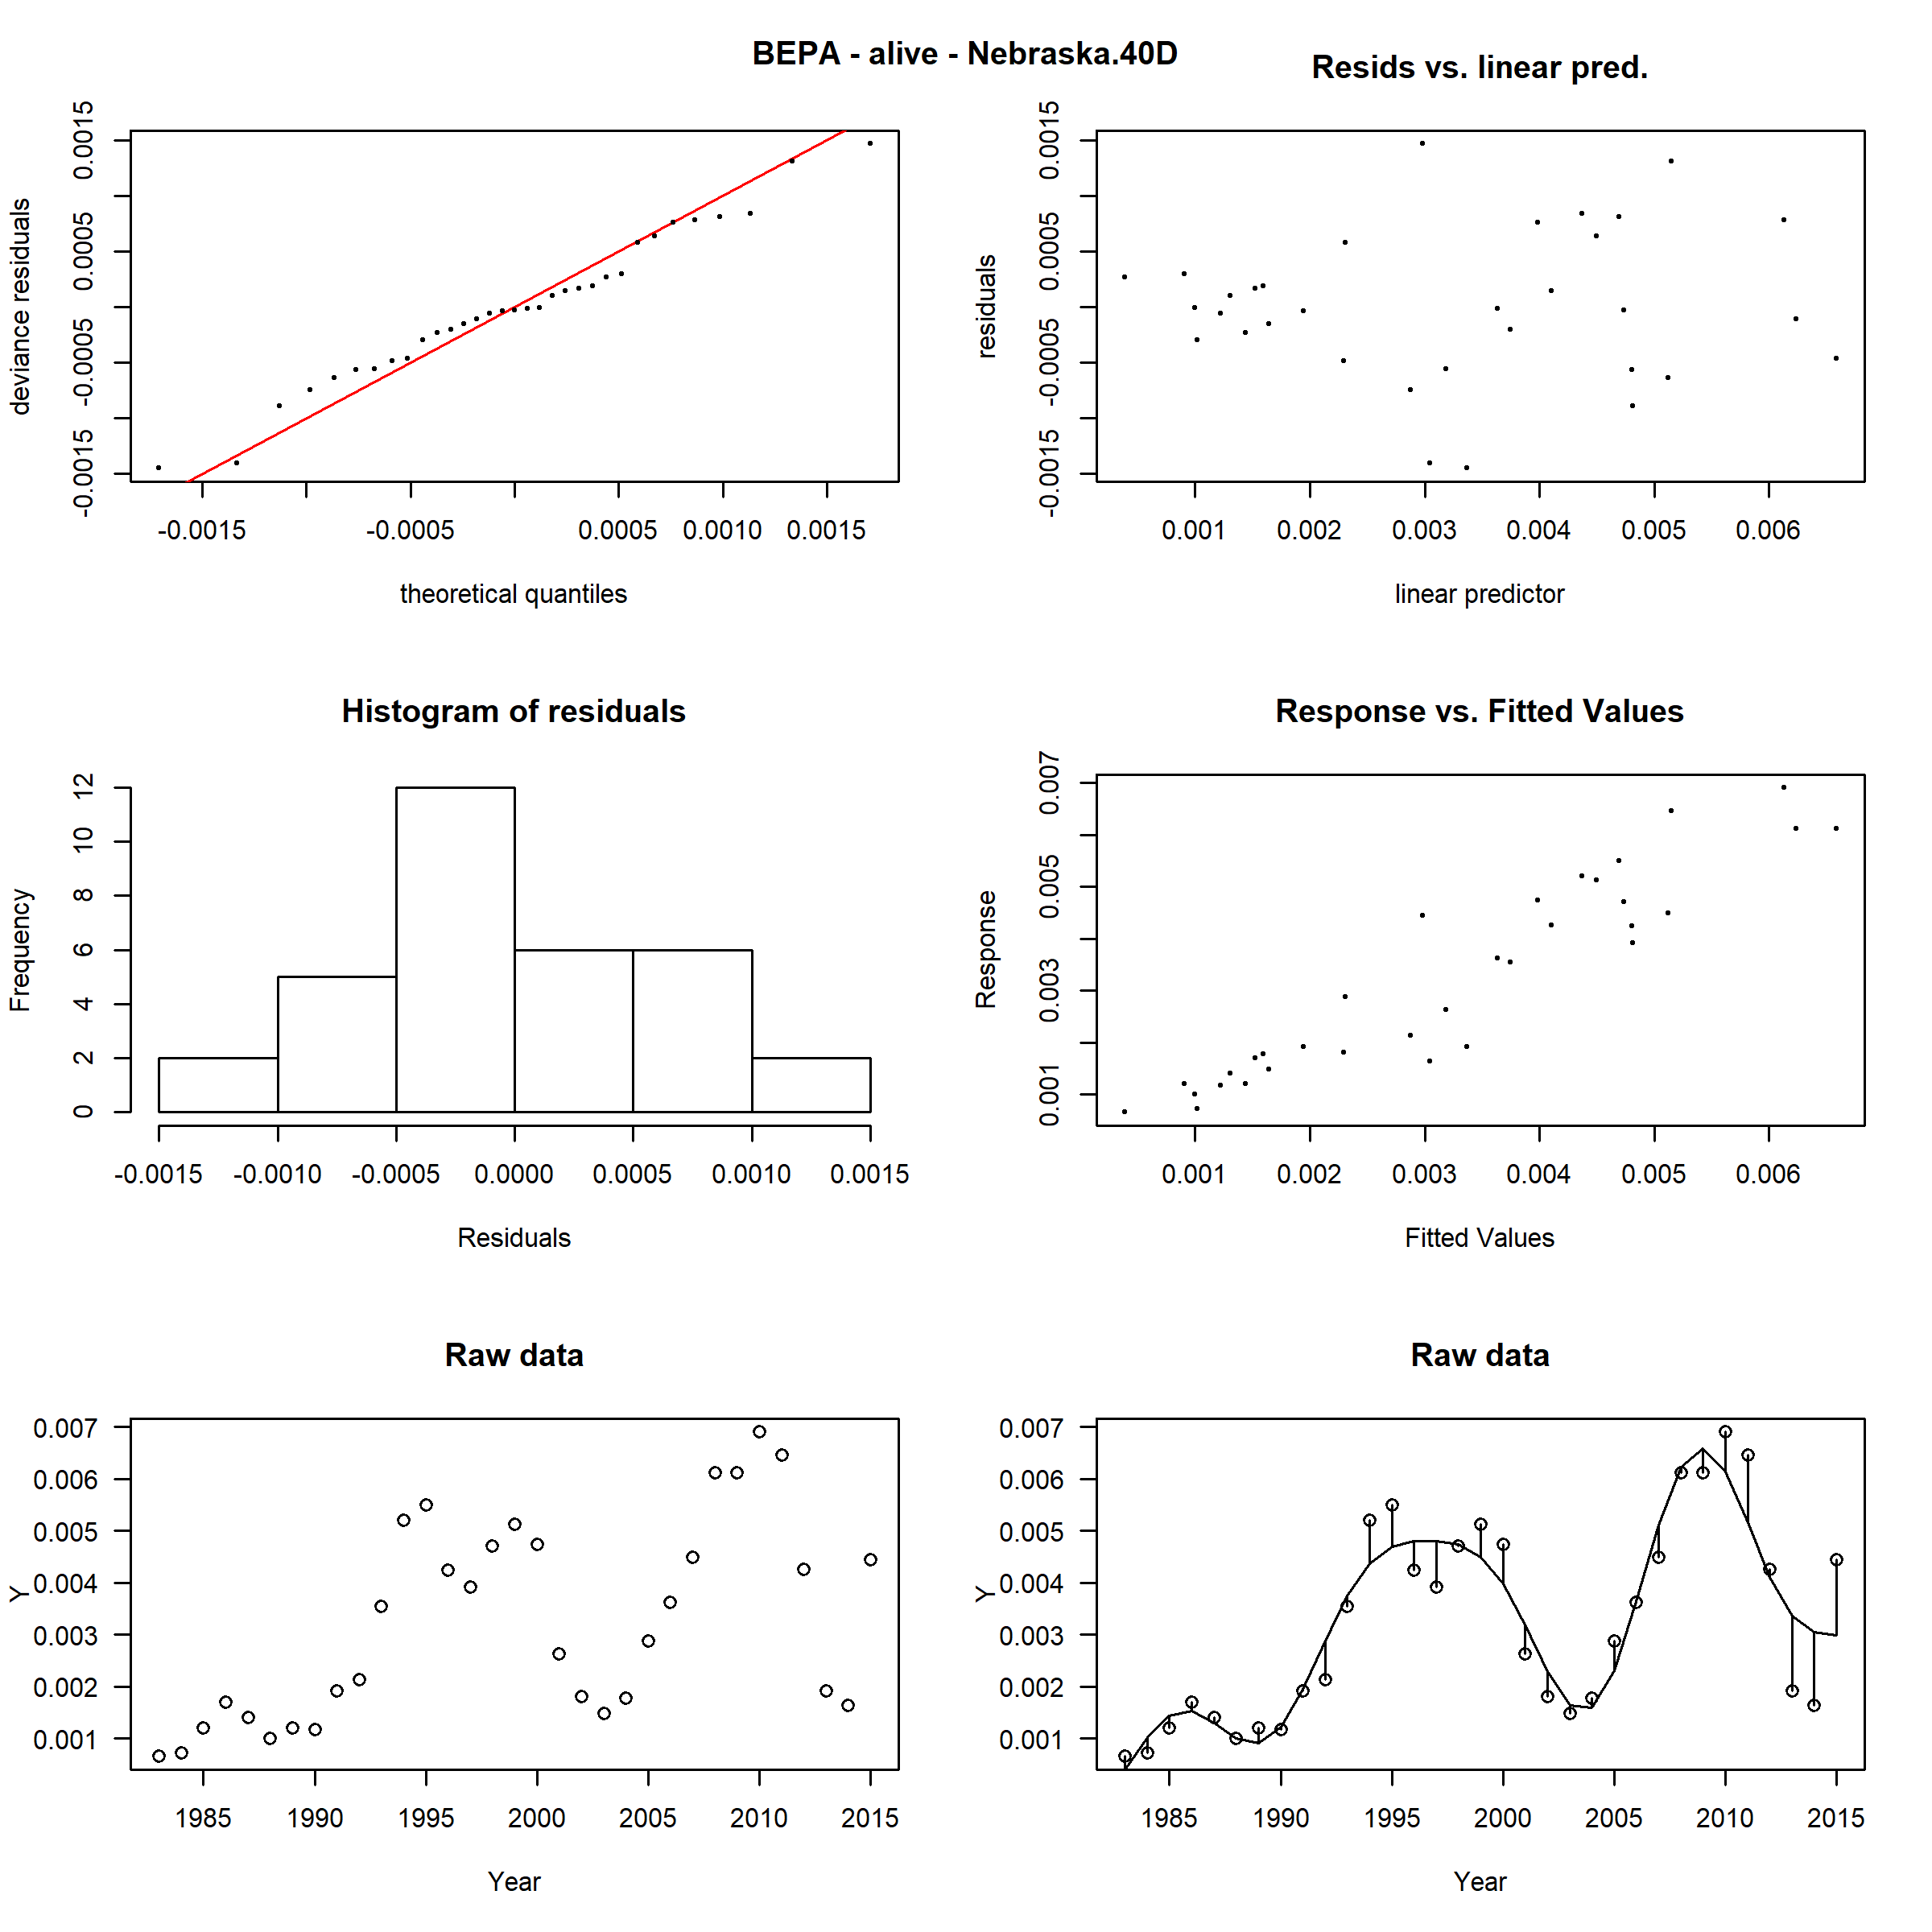 BEPA - alive - Nebraska.40D
Resids vs. linear pred.
deviance residuals
-0.0015 -0.0005 0.0005 0.0015
-0.0015 -0.0005 0.0005 0.0010 0.0015
theoretical quantiles
residuals
-0.0015 -0.0005 0.0005 0.0015
0.001 0.002 0.003 0.004 0.005 0.006
linear predictor
Histogram of residuals
Frequency
0 2 4 6 8 10 12
-0.0015 -0.0010 -0.0005 0.0000 0.0005 0.0010 0.0015
Residuals
Response vs. Fitted Values
Response
0.001 0.003 0.005 0.007
0.001 0.002 0.003 0.004 0.005 0.006
Fitted Values
Raw data
Y
0.007
0.006
0.005
0.004
0.003
0.002
0.001
1985 1990 1995 2000 2005 2010 2015
Year
Raw data
Y
0.007
0.006
0.005
0.004
0.003
0.002
0.001
1985 1990 1995 2000 2005 2010 2015
Year